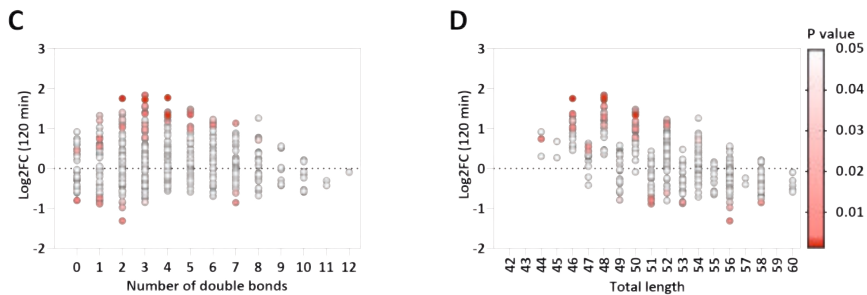 C
Log2FC (120 min)
3
2
1
0
-1
-2
0 1 2 3 4 5 6 7 8 9 10 11 12
Number of double bonds
D
Log2FC (120 min)
3
2
1
0
-1
-2
42 43 44 45 46 47 48 49 50 51 52 53 54 55 56 57 58 59 60
Total length
P value
0.05
0.04
0.03
0.02
0.01